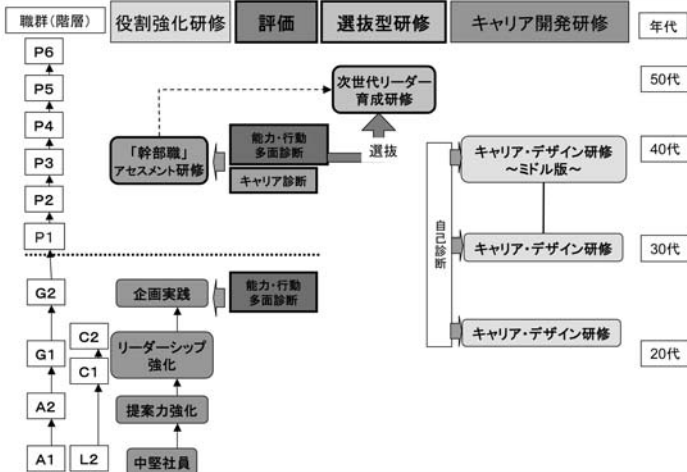 職群(階層)
役割強化研修
評価
選抜型研修
キャリア開発研修
年代
P6
P5
P4
P3
P2
P1
G2
G1
A2
A1
C2
C1
L2
「幹部職」
アセスメント研修
能力・行動
多面診断
キャリア診断
次世代リーダー
育成研修
選抜
企画実践
能力・行動
多面診断
リーダーシップ
強化
提案力強化
中堅社員
自己診断
キャリア・デザイン研修
～ミドル版～
キャリア・デザイン研修
キャリア・デザイン研修
50代
40代
30代
20代